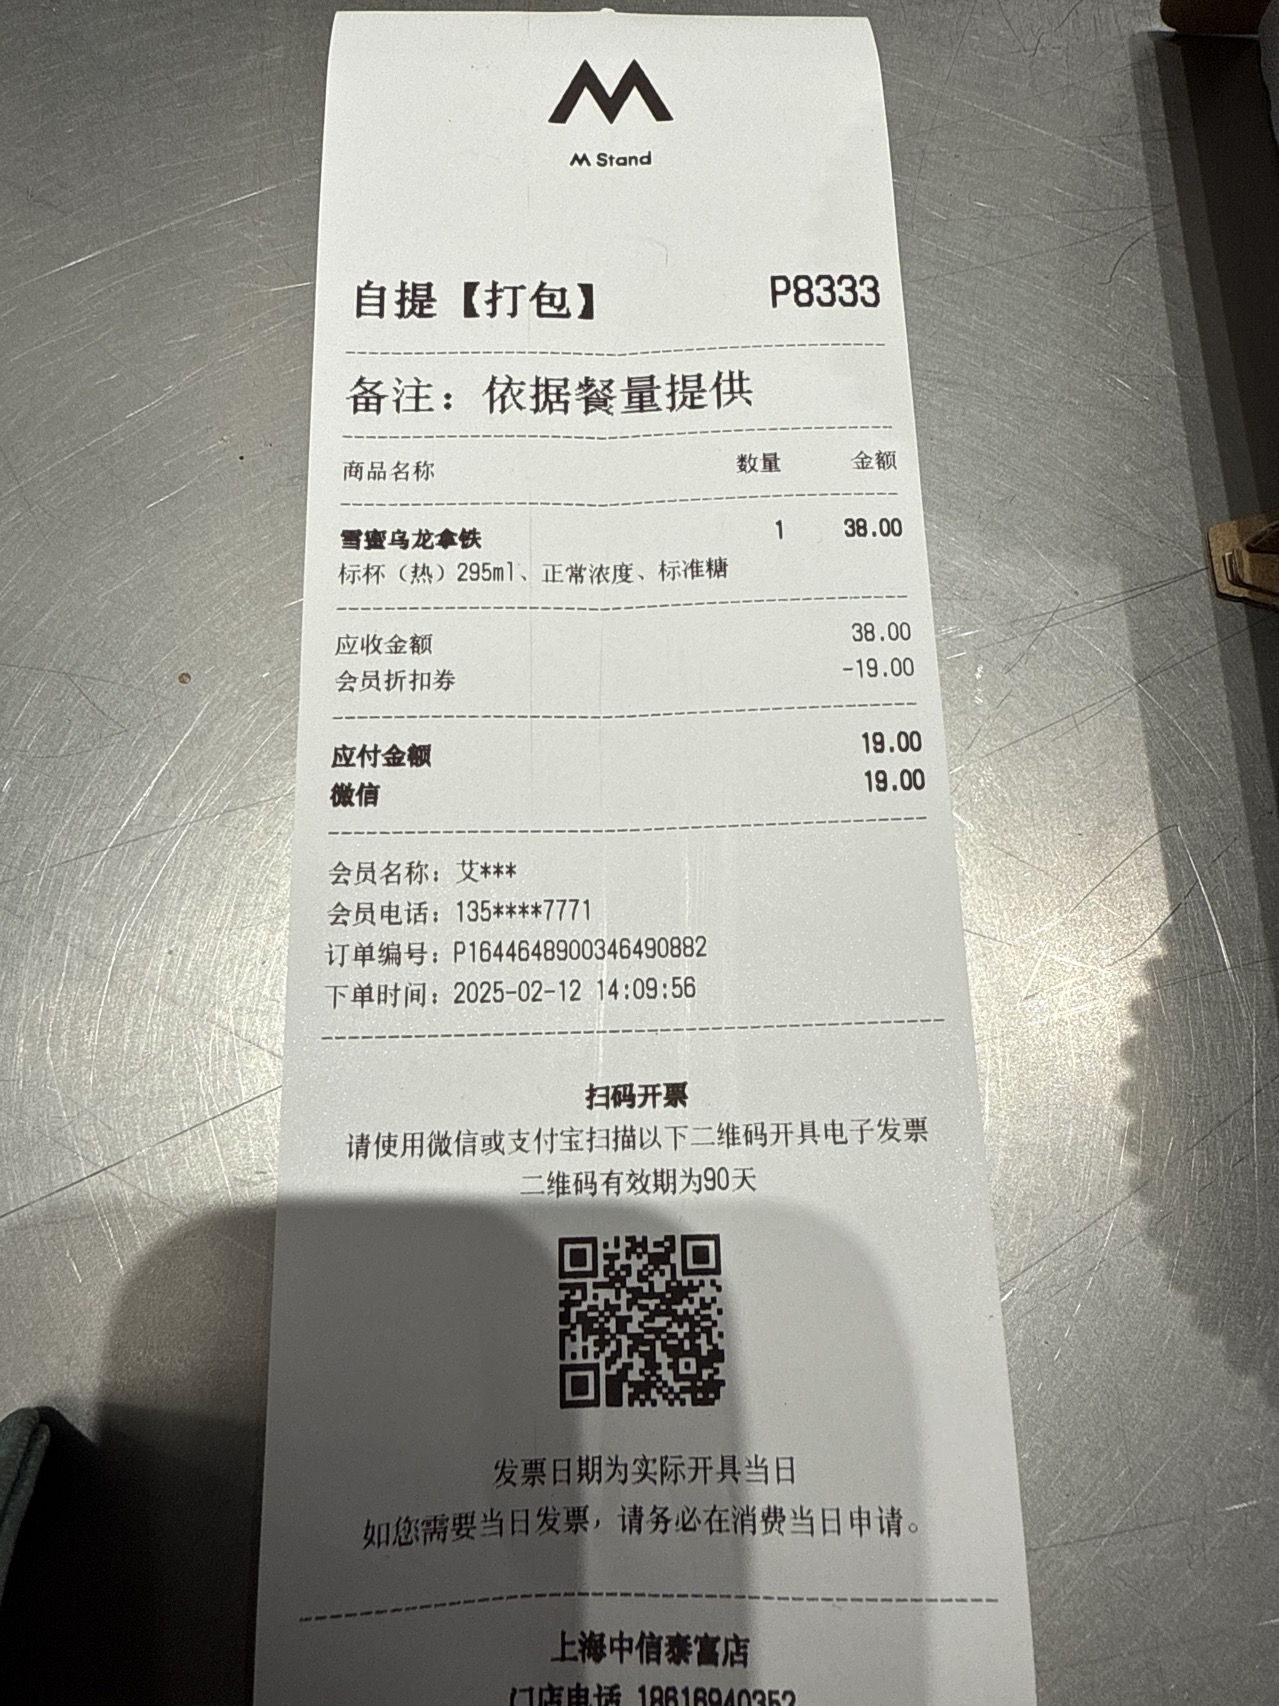 M Stand
自提【打包】 P8333
备注：依据餐量提供
商品名称 数量 金额
雪蜜乌龙拿铁 1 38.00
标杯（热）295ml、正常浓度、标准糖
应收金额 38.00
会员折扣券 -19.00
应付金额 19.00
微信 19.00
会员名称：艾***
会员电话：135****7771
订单编号：P1644648900346490882
下单时间：2025-02-12 14:09:56
扫码开票
请使用微信或支付宝扫描以下二维码开具电子发票
二维码有效期为90天
发票日期为实际开具当日
如您需要当日发票，请务必在消费当日申请。
上海中信泰富店
门店电话 18616940352